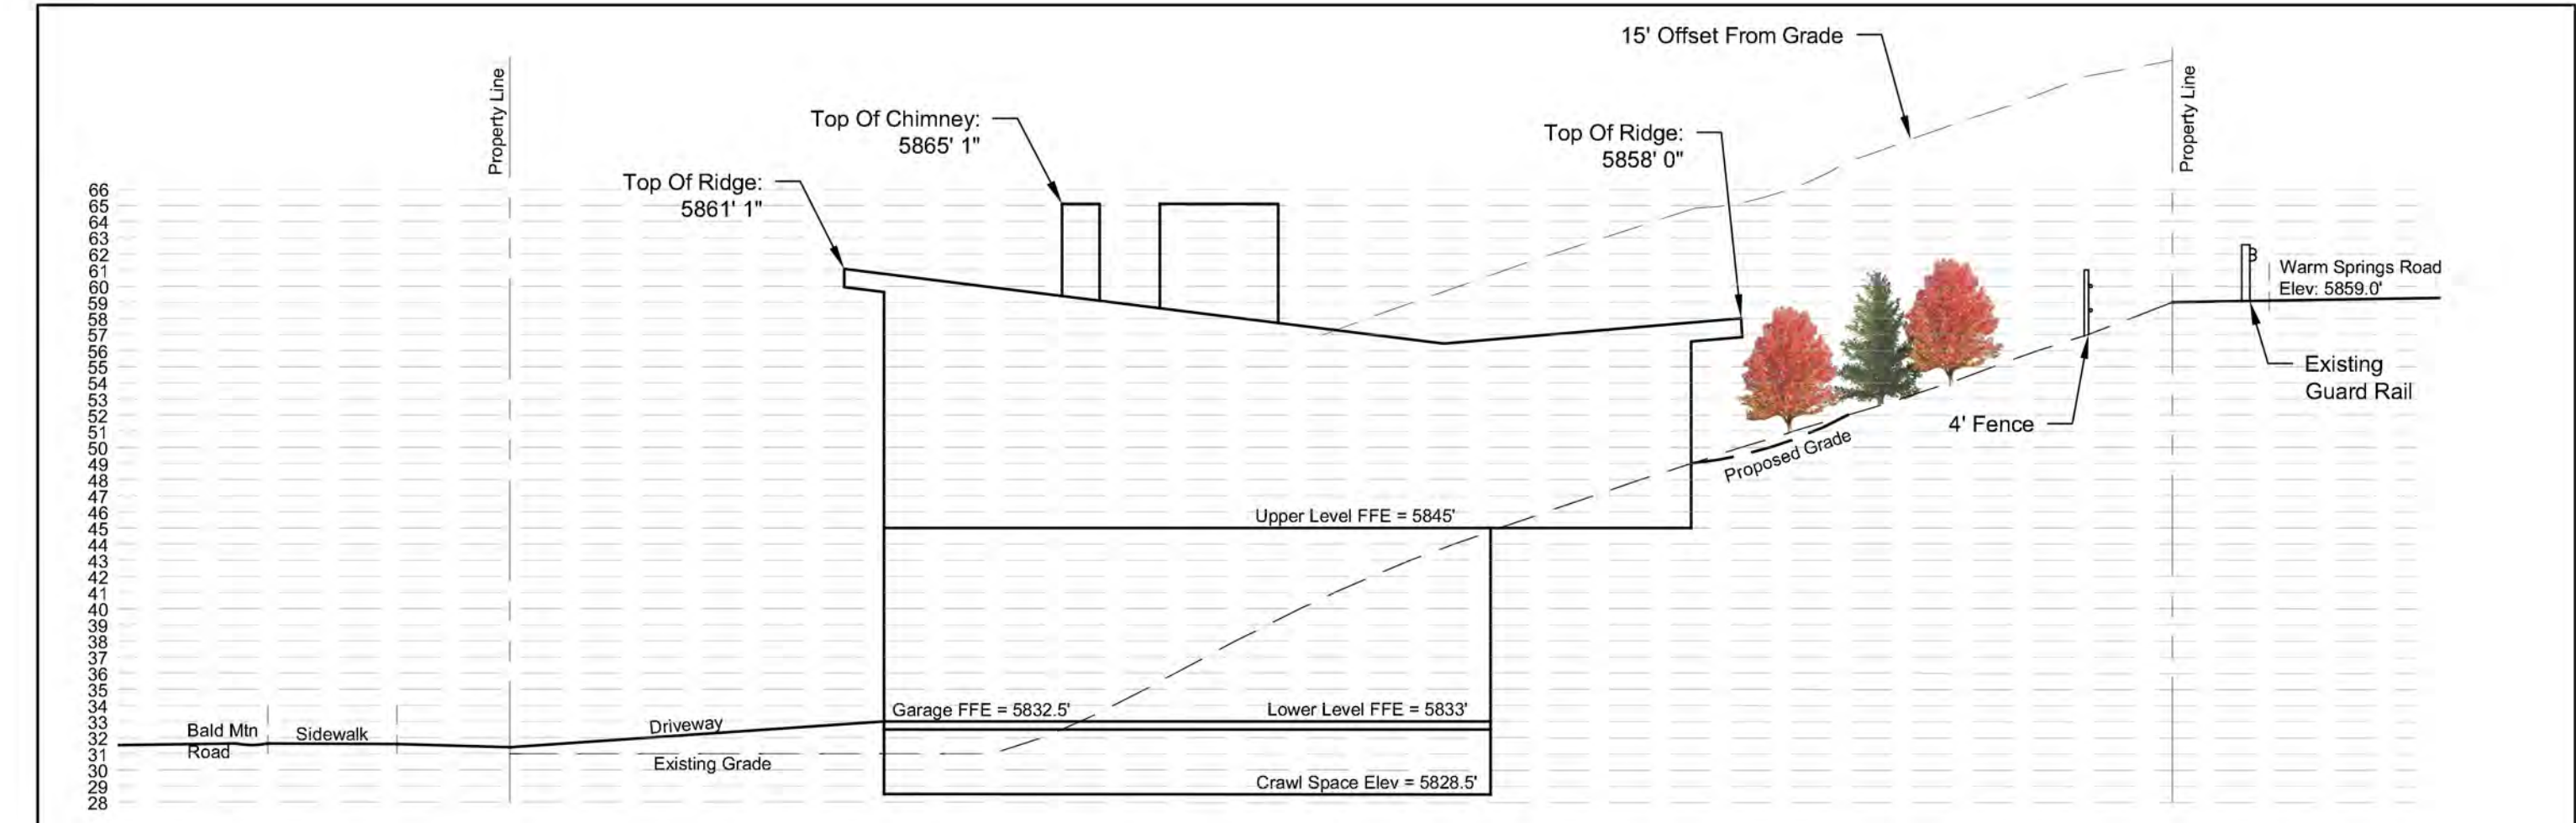 15' Offset From Grade
Property Line
Property Line
Top Of Chimney:
5865' 1"
Top Of Ridge:
5858' 0"
Top Of Ridge:
5861' 1"
66
65
64
63
62
61
60
59
58
57
56
55
54
53
52
51
50
49
48
47
46
45
44
43
42
41
40
39
38
37
36
35
34
33
32
31
30
29
28
Warm Springs Road
Elev: 5859.0'
Existing
Guard Rail
4' Fence
Proposed Grade
Upper Level FFE = 5845'
Garage FFE = 5832.5'
Lower Level FFE = 5833'
Bald Mtn
Road
Sidewalk
Driveway
Existing Grade
Crawl Space Elev = 5828.5'